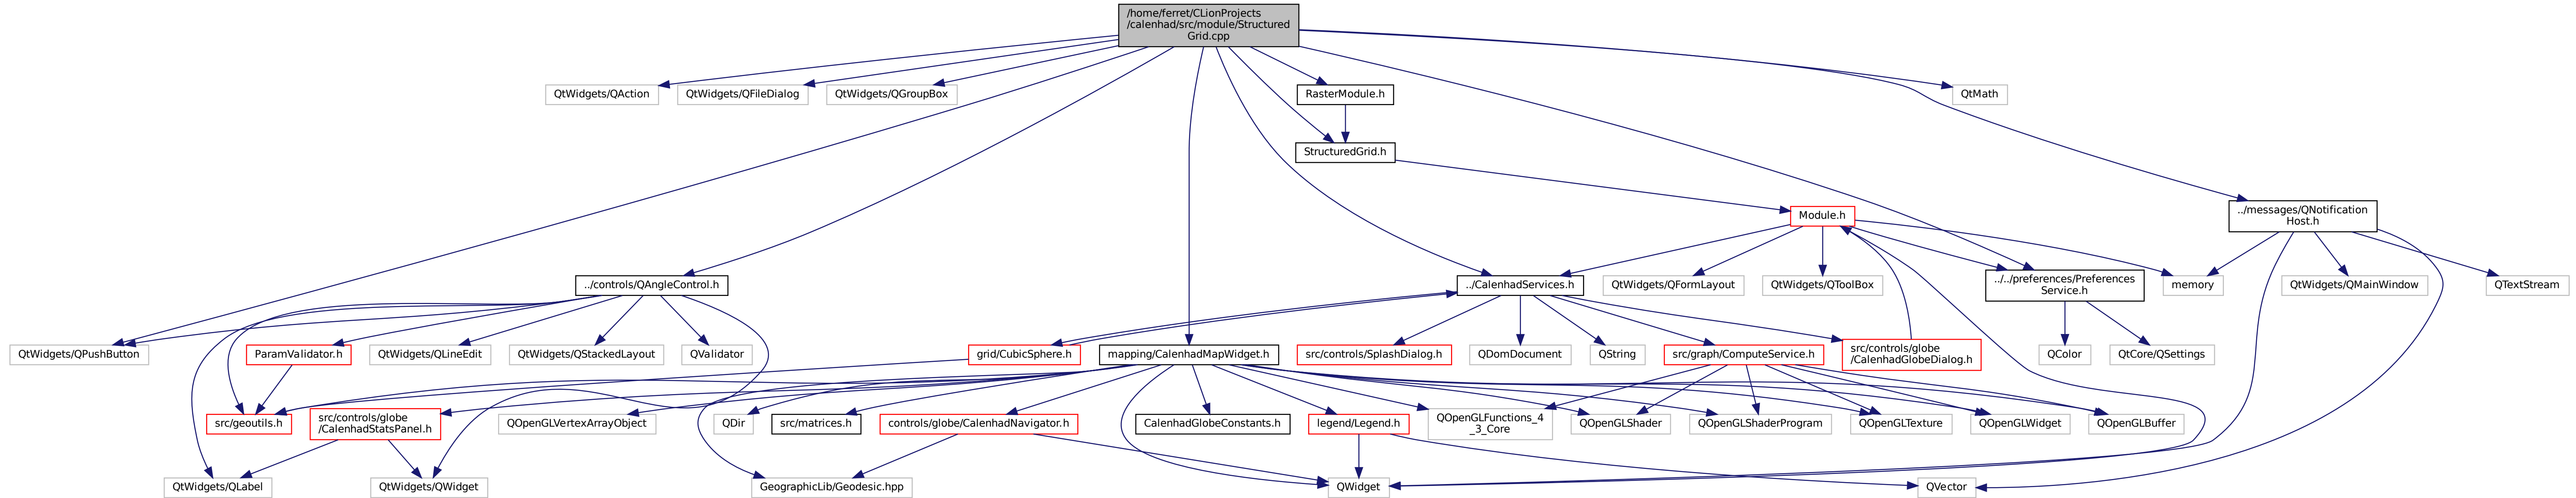 /home/ferret/CLionProjects
/calenhad/src/module/Structured
Grid.cpp
QtWidgets/QAction
QtWidgets/QFileDialog
QtWidgets/QGroupBox
RasterModule.h
QtMath
StructuredGrid.h
Module.h
../messages/QNotification
Host.h
../controls/QAngleControl.h
../CalenhadServices.h
QtWidgets/QFormLayout
QtWidgets/QToolBox
../../preferences/Preferences
Service.h
memory
QtWidgets/QMainWindow
QTextStream
QtWidgets/QPushButton
ParamValidator.h
QtWidgets/QLineEdit
QtWidgets/QStackedLayout
QValidator
grid/CubicSphere.h
mapping/CalenhadMapWidget.h
src/controls/SplashDialog.h
QDomDocument
QString
src/graph/ComputeService.h
src/controls/globe
/CalenhadGlobeDialog.h
QColor
QtCore/QSettings
src/geoutils.h
src/controls/globe
/CalenhadStatsPanel.h
QOpenGLVertexArrayObject
QDir
src/matrices.h
controls/globe/CalenhadNavigator.h
CalenhadGlobeConstants.h
legend/Legend.h
QOpenGLFunctions_4
_3_Core
QOpenGLShader
QOpenGLShaderProgram
QOpenGLTexture
QOpenGLWidget
QOpenGLBuffer
QtWidgets/QLabel
QtWidgets/QWidget
GeographicLib/Geodesic.hpp
QWidget
QVector